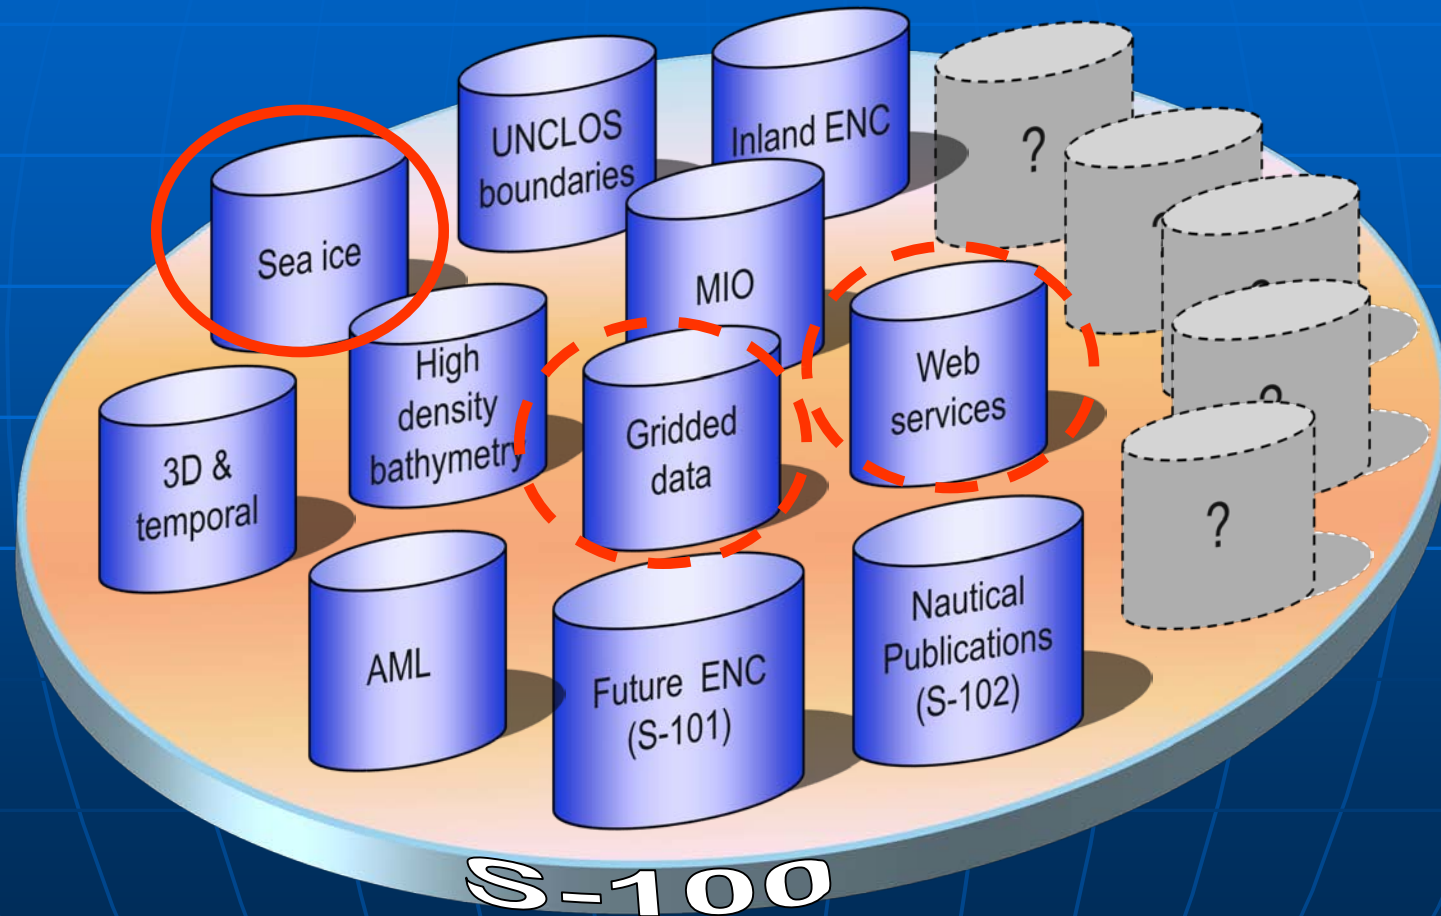 UNCLOS
boundaries
Inland ENC
?
Sea ice
MIO
High
density
bathymetry
Web
services
Gridded
data
3D &
temporal
?
AML
Future ENC
(S-101)
Nautical
Publications
(S-102)
S-100